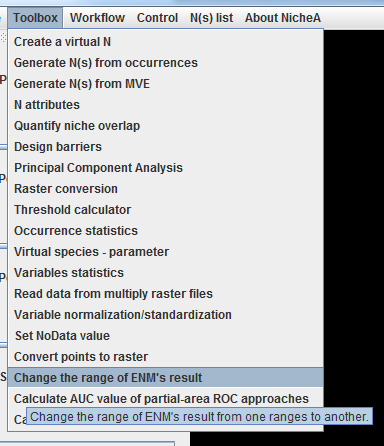 Toolbox Workflow Control N(s) list About NicheA
Create a virtual N
Generate N(s) from occurrences
Generate N(s) from MVE
N attributes
Quantify niche overlap
Design barriers
Principal Component Analysis
Raster conversion
Threshold calculator
Occurrence statistics
Virtual species - parameter
Variables statistics
Read data from multiply raster files
Variable normalization/standardization
Set NoData value
Convert points to raster
Change the range of ENM's result
Calculate AUC value of partial-area ROC approaches
Change the range of ENM's result from one ranges to another.